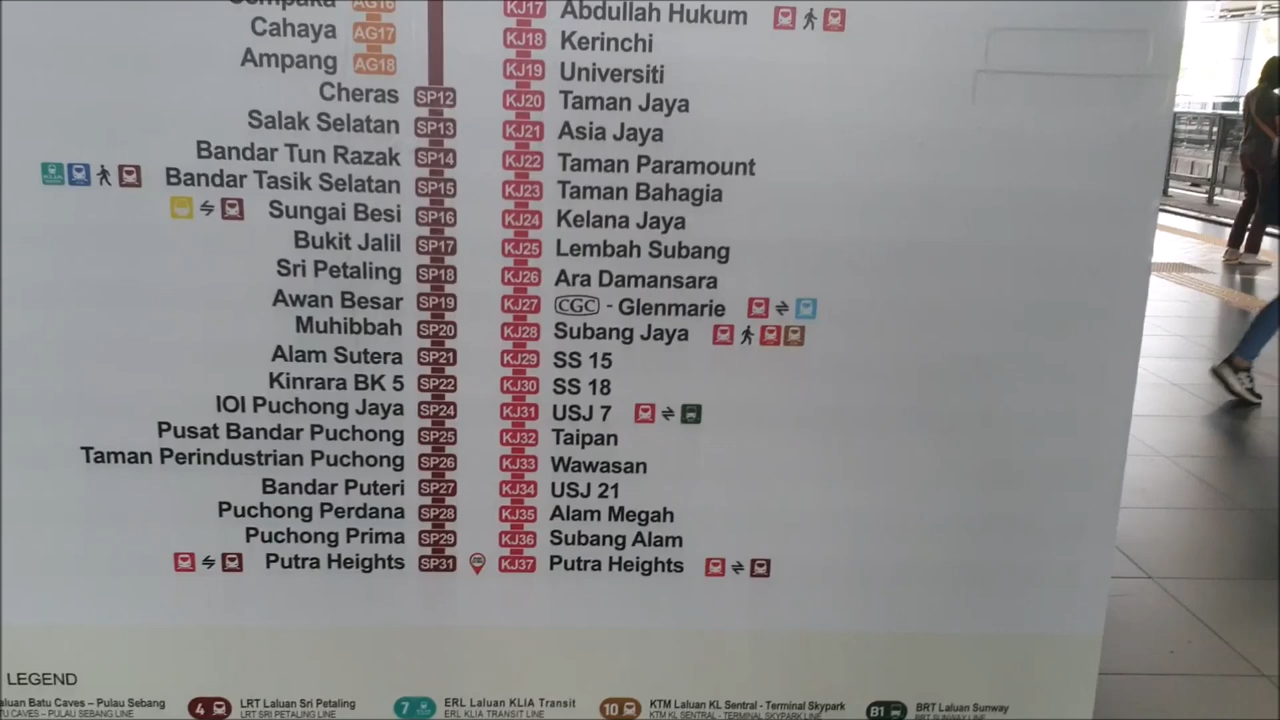 AG16
Cahaya AG17
Ampang AG18
Cheras SP12
Salak Selatan SP13
Bandar Tun Razak SP14
Bandar Tasik Selatan SP15
Sungai Besi SP16
Bukit Jalil SP17
Sri Petaling SP18
Awan Besar SP19
Muhibbah SP20
Alam Sutera SP21
Kinrara BK 5 SP22
IOI Puchong Jaya SP24
Pusat Bandar Puchong SP25
Taman Perindustrian Puchong SP26
Bandar Puteri SP27
Puchong Perdana SP28
Puchong Prima SP29
Putra Heights SP31
KJ17 Abdullah Hukum
KJ18 Kerinchi
KJ19 Universiti
KJ20 Taman Jaya
KJ21 Asia Jaya
KJ22 Taman Paramount
KJ23 Taman Bahagia
KJ24 Kelana Jaya
KJ25 Lembah Subang
KJ26 Ara Damansara
KJ27 CGC - Glenmarie
KJ28 Subang Jaya
KJ29 SS 15
KJ30 SS 18
KJ31 USJ 7
KJ32 Taipan
KJ33 Wawasan
KJ34 USJ 21
KJ35 Alam Megah
KJ36 Subang Alam
KJ37 Putra Heights
LEGEND
Batu Caves – Pulau Sebang
CAVES – PULAU SEBANG LINE
4 LRT Laluan Sri Petaling
LRT SRI PETALING LINE
7 ERL Laluan KLIA Transit
ERL KLIA TRANSIT LINE
10 KTM Laluan KL Sentral - Terminal Skypark
KTM KL SENTRAL - TERMINAL SKYPARK LINE
B1 BRT Laluan Sunway
BRT SUNWAY LINE